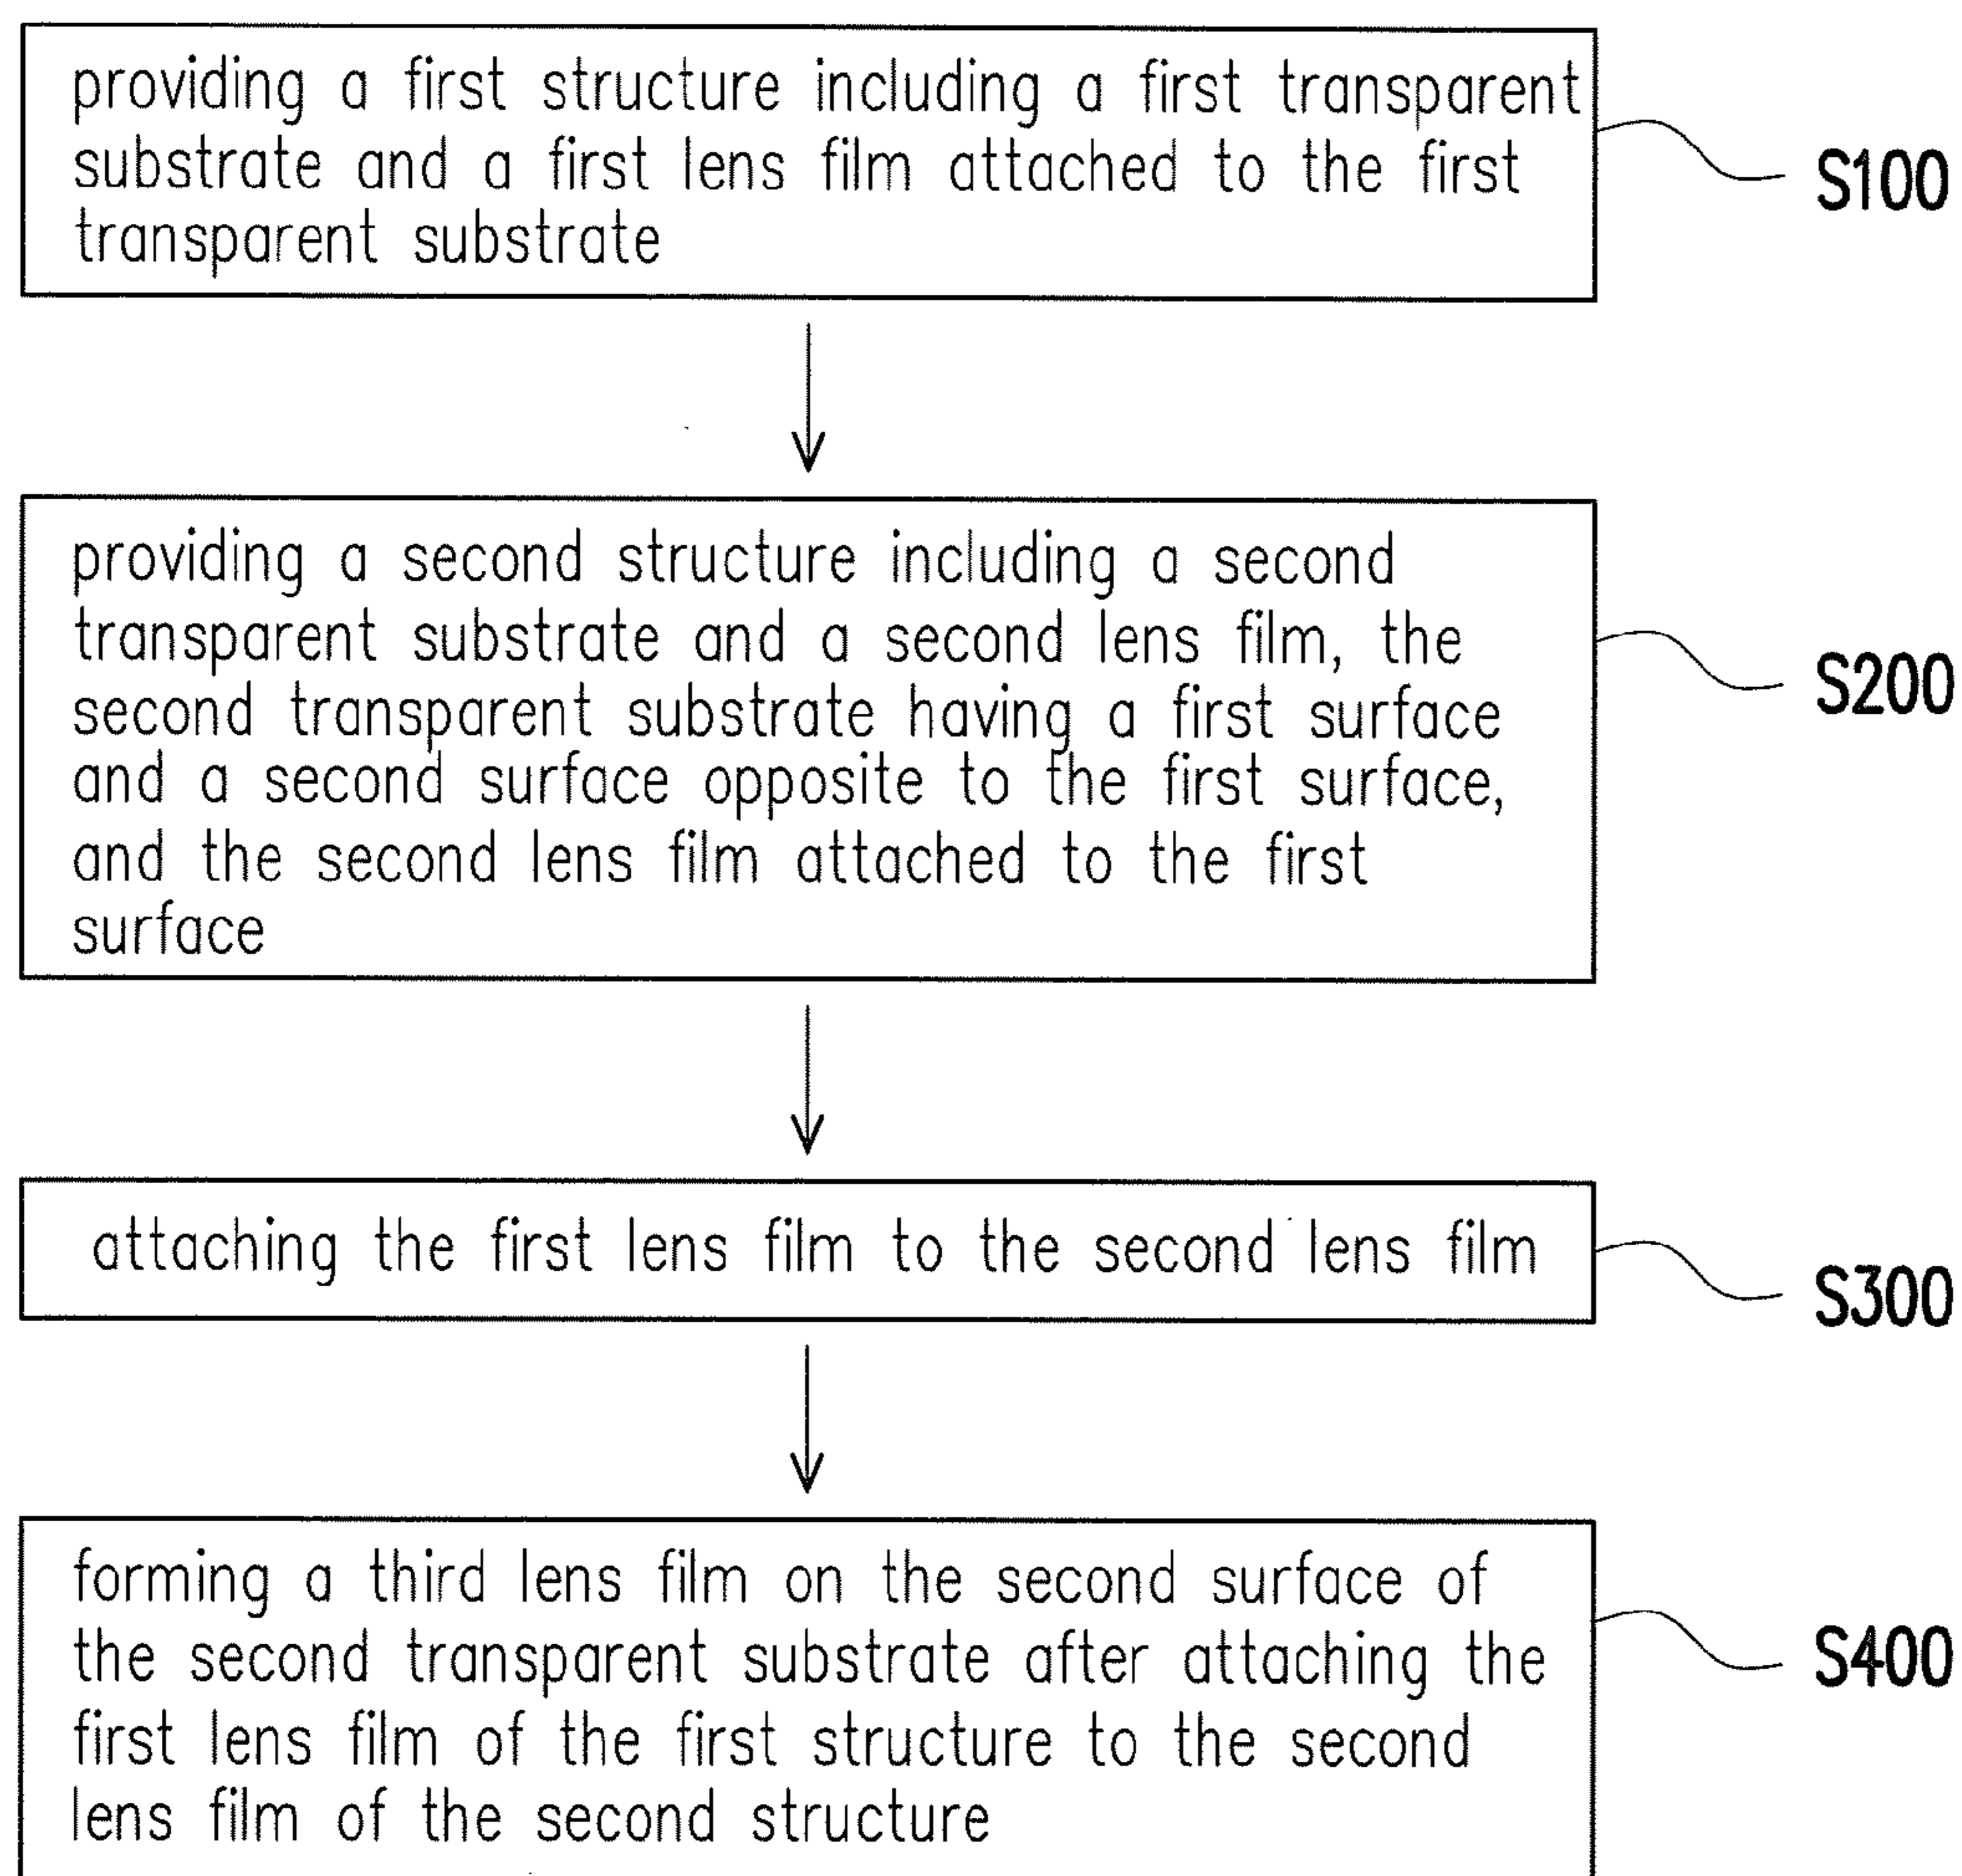 providing a first structure including a first transparent
substrate and a first lens film attached to the first
transparent substrate
S100
providing a second structure including a second
transparent substrate and a second lens film, the
second transparent substrate having a first surface
and a second surface opposite to the first surface,
and the second lens film attached to the first
surface
S200
attaching the first lens film to the second lens film
S300
forming a third lens film on the second surface of
the second transparent substrate after attaching the
first lens film of the first structure to the second
lens film of the second structure
S400